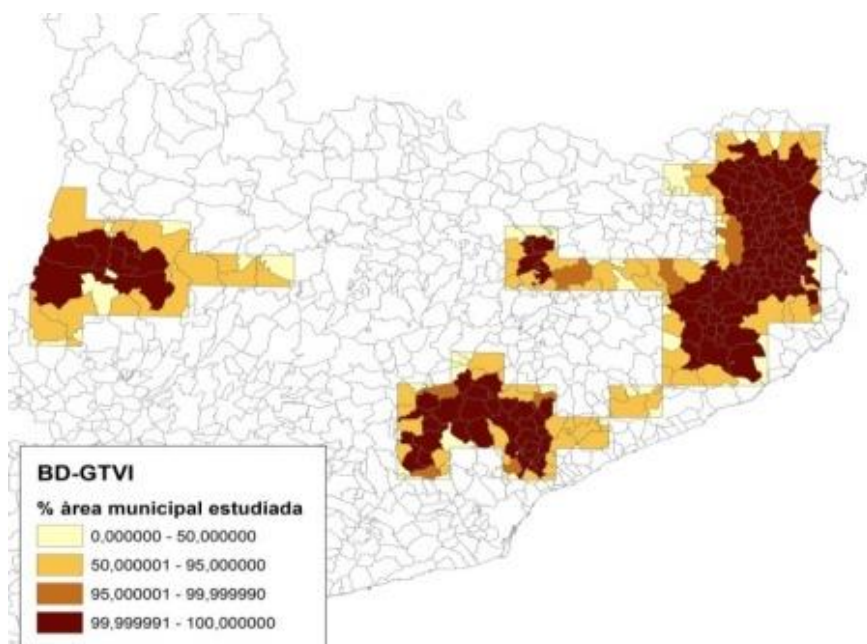 BD-GTVI
% àrea municipal estudiada
0,000000 - 50,000000
50,000001 - 95,000000
95,000001 - 99,999990
99,999991 - 100,000000